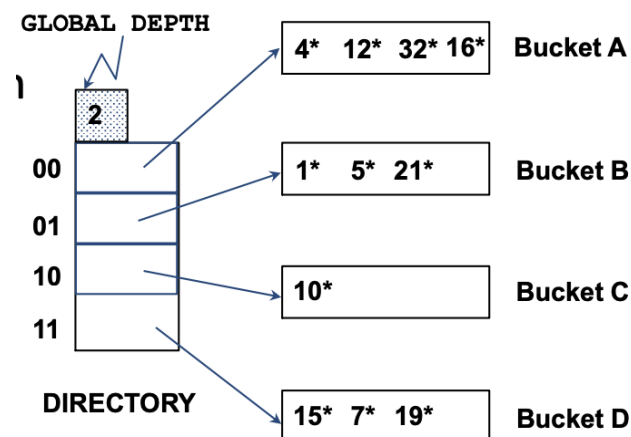 GLOBAL DEPTH
2
00
01
10
11
DIRECTORY
4* 12* 32* 16* Bucket A
1* 5* 21* Bucket B
10* Bucket C
15* 7* 19* Bucket D